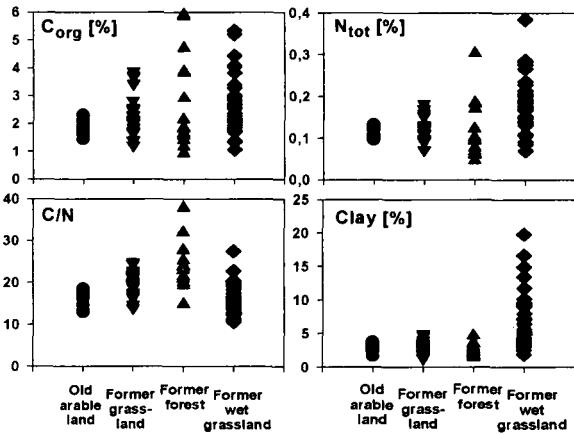 C_org [%]
6
5
4
3
2
1
0
N_tot [%]
0,4
0,3
0,2
0,1
0,0
C/N
40
30
20
10
0
Clay [%]
25
20
15
10
5
0
Old arable land
Former grass-land
Former forest
Former wet grassland
Old arable land
Former grass-land
Former forest
Former wet grassland